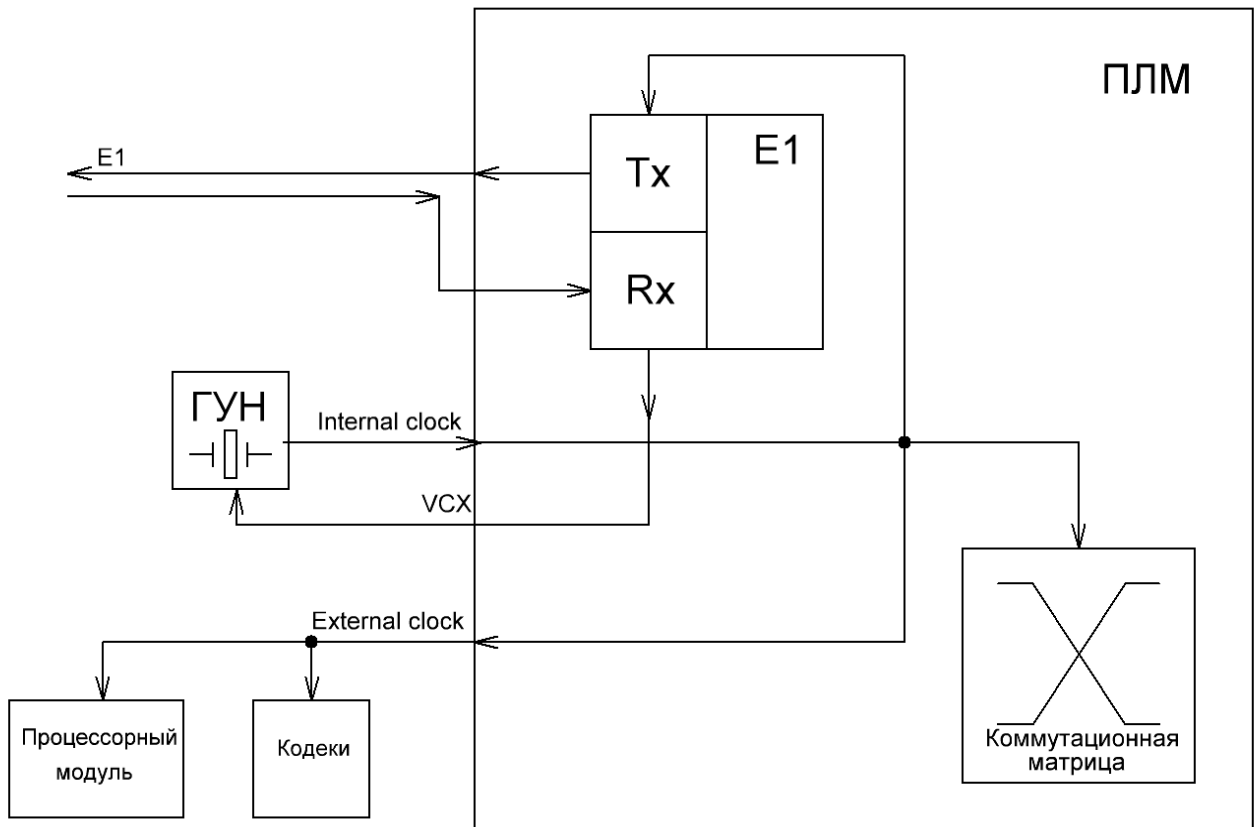 ПЛМ
E1
Tx
E1
Rx
ГУН
Internal clock
VCX
External clock
Процессорный
модуль
Кодеки
Коммутационная
матрица